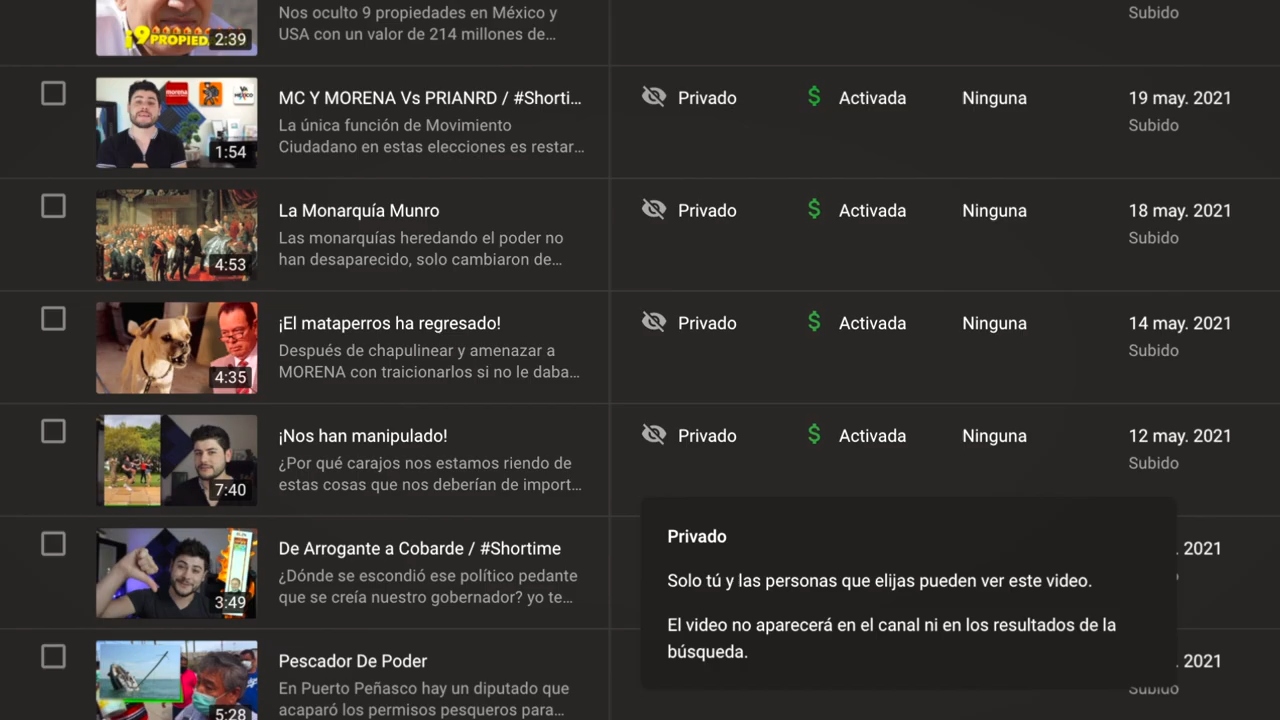 Nos oculto 9 propiedades en México y
USA con un valor de 214 millones de…
Subido
¡9
PROPIED
2:39
MC Y MORENA Vs PRIANRD / #Shorti…
Privado
Activada
Ninguna
19 may. 2021
La única función de Movimiento
Ciudadano en estas elecciones es restar…
Subido
morena
MÉXICO
1:54
La Monarquía Munro
Privado
Activada
Ninguna
18 may. 2021
Las monarquías heredando el poder no
han desaparecido, solo cambiaron de…
Subido
4:53
¡El mataperros ha regresado!
Privado
Activada
Ninguna
14 may. 2021
Después de chapulinear y amenazar a
MORENA con traicionarlos si no le daba…
Subido
4:35
¡Nos han manipulado!
Privado
Activada
Ninguna
12 may. 2021
¿Por qué carajos nos estamos riendo de
estas cosas que nos deberían de import…
Subido
7:40
De Arrogante a Cobarde / #Shortime
. 2021
¿Dónde se escondió ese político pedante
que se creía nuestro gobernador? yo te…
3:49
Pescador De Poder
. 2021
En Puerto Peñasco hay un diputado que
acaparó los permisos pesqueros para…
Subido
5:28
Privado
Solo tú y las personas que elijas pueden ver este video.
El video no aparecerá en el canal ni en los resultados de la
búsqueda.